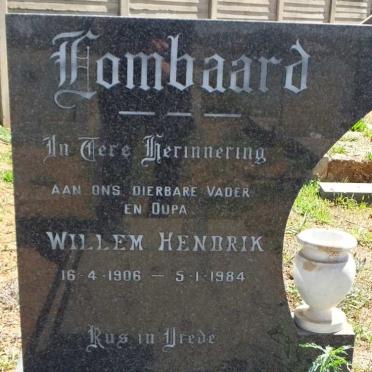 Lombaard
In Tere Herinnering
AAN ONS DIERBARE VADER
EN OUPA
WILLEM HENDRIK
16-4-1906 – 5-1-1984
Rus in Vrede